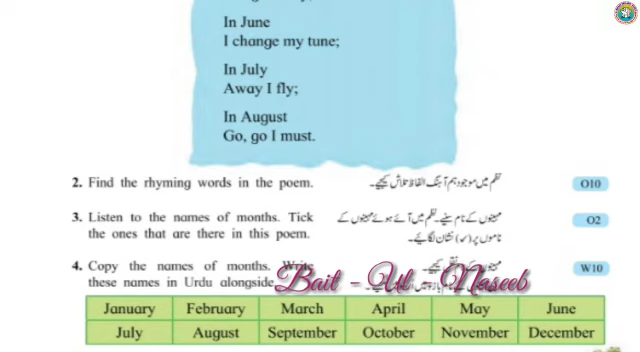 In June
I change my tune;
In July
Away I fly;
In August
Go, go I must.
2. Find the rhyming words in the poem. نظم میں موجود ہم آہنگ الفاظ تلاش کیجیے۔ O10
3. Listen to the names of months. Tick مہینوں کے نام سنیے۔ نظم میں آئے ہوئے مہینوں کے O2
the ones that are there in this poem. ناموں پر (✓) نشان لگائیے۔
4. Copy the names of months. Write W10
these names in Urdu alongside
Bait - Ul - Naseeb
January February March April May June
July August September October November December